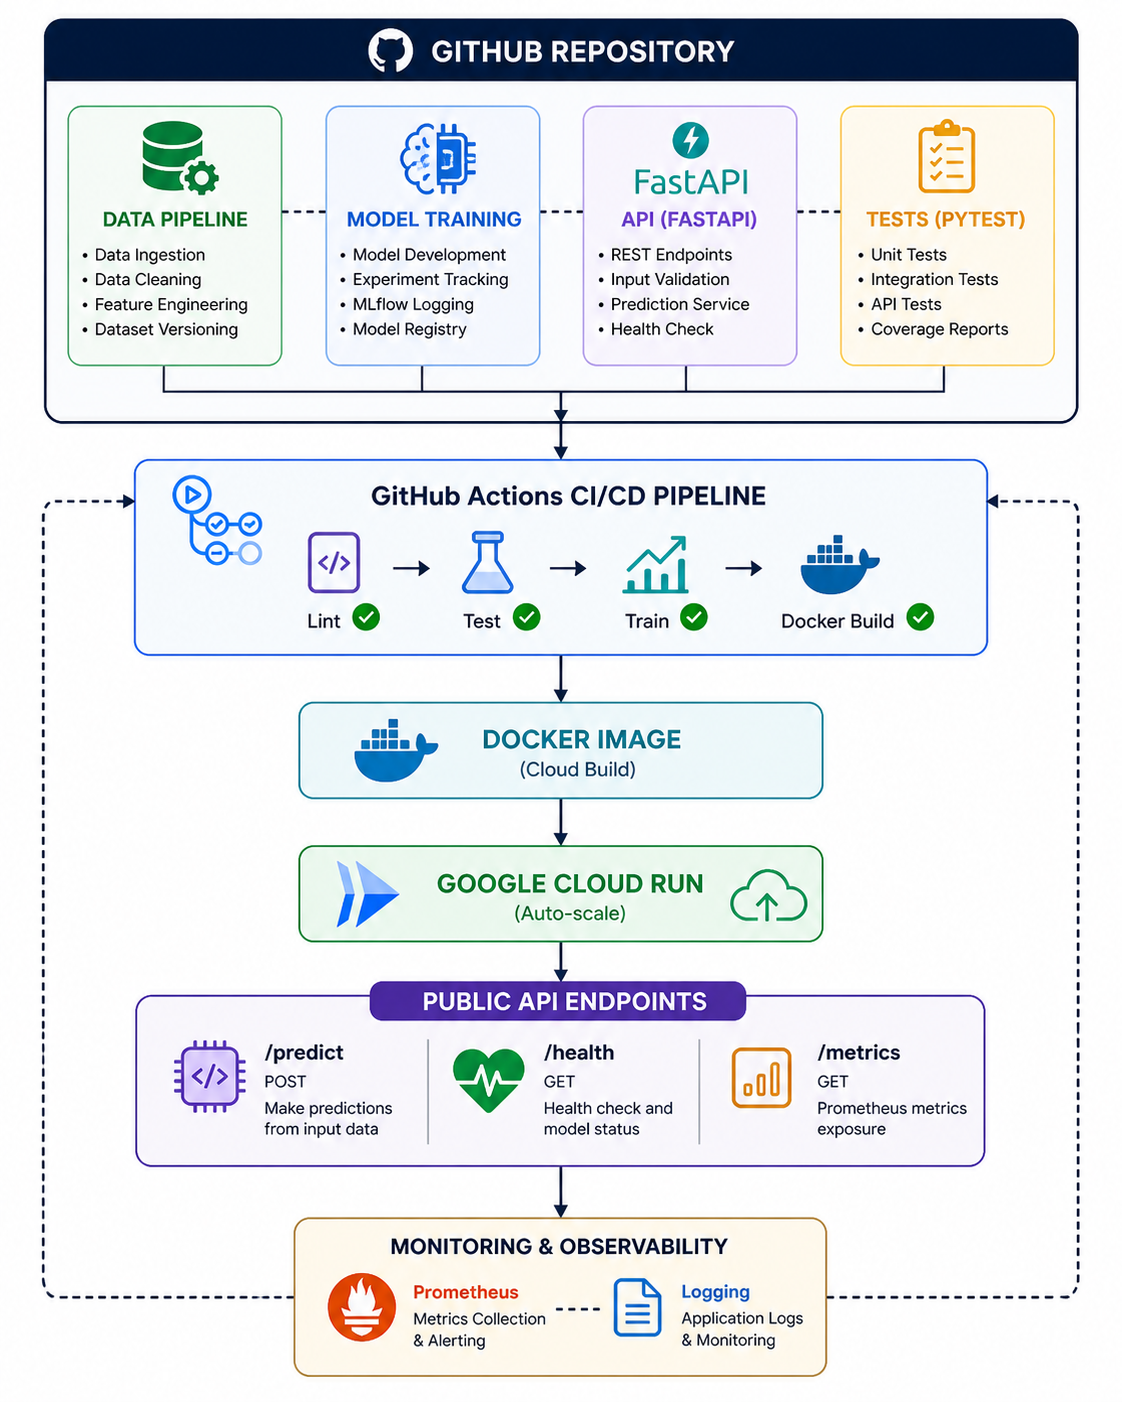 GITHUB REPOSITORY
FastAPI
DATA PIPELINE
• Data Ingestion
• Data Cleaning
• Feature Engineering
• Dataset Versioning
MODEL TRAINING
• Model Development
• Experiment Tracking
• MLflow Logging
• Model Registry
API (FASTAPI)
• REST Endpoints
• Input Validation
• Prediction Service
• Health Check
TESTS (PYTEST)
• Unit Tests
• Integration Tests
• API Tests
• Coverage Reports
GitHub Actions CI/CD PIPELINE
</>
Lint
Test
Train
Docker Build
DOCKER IMAGE
(Cloud Build)
GOOGLE CLOUD RUN
(Auto-scale)
PUBLIC API ENDPOINTS
</>
/predict
POST
Make predictions
from input data
/health
GET
Health check and
model status
/metrics
GET
Prometheus metrics
exposure
MONITORING & OBSERVABILITY
Prometheus
Metrics Collection
& Alerting
Logging
Application Logs
& Monitoring